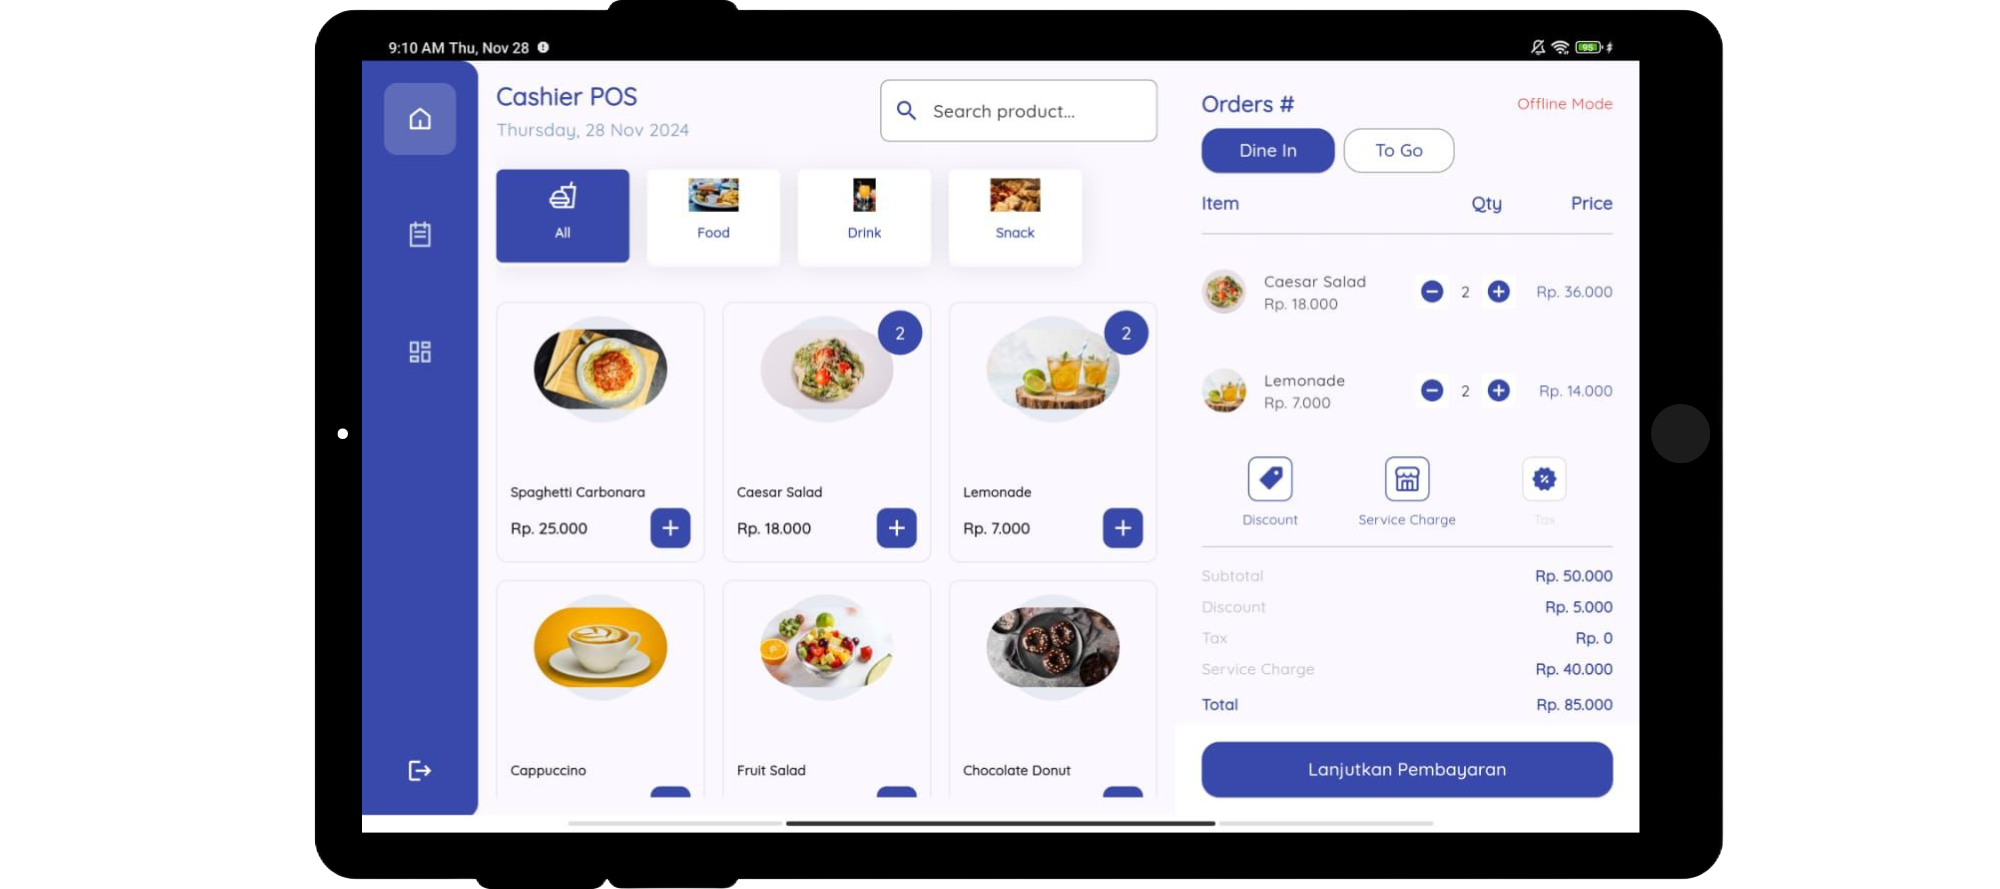 9:10 AM Thu, Nov 28
95
Cashier POS
Thursday, 28 Nov 2024
Search product...
All
Food
Drink
Snack
2
2
Spaghetti Carbonara
Caesar Salad
Lemonade
Rp. 25.000
Rp. 18.000
Rp. 7.000
Cappuccino
Fruit Salad
Chocolate Donut
Orders #
Offline Mode
Dine In
To Go
Item Qty Price
Caesar Salad
Rp. 18.000
2
Rp. 36.000
Lemonade
Rp. 7.000
2
Rp. 14.000
Discount
Service Charge
Tax
Subtotal Rp. 50.000
Discount Rp. 5.000
Tax Rp. 0
Service Charge Rp. 40.000
Total Rp. 85.000
Lanjutkan Pembayaran